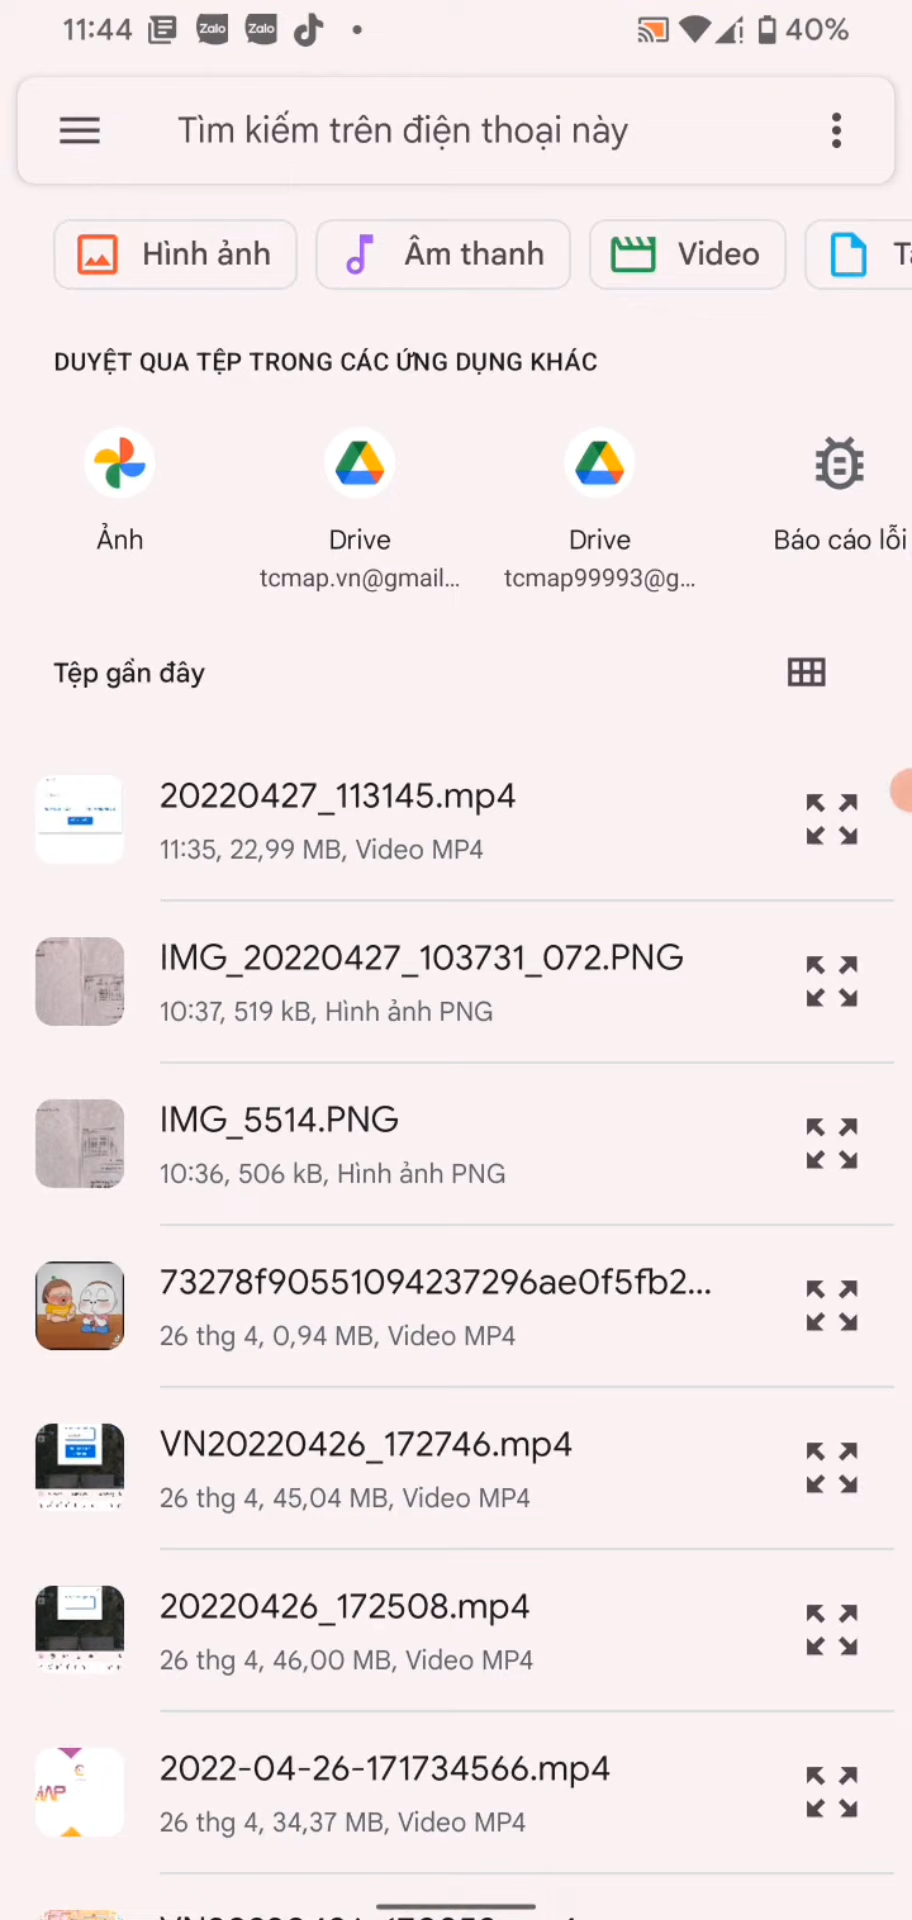 11:44 Zalo Zalo 40%
Tìm kiếm trên điện thoại này
Hình ảnh Âm thanh Video
DUYỆT QUA TỆP TRONG CÁC ỨNG DỤNG KHÁC
Ảnh Drive Drive Báo cáo lỗi
tcmap.vn@gmail... tcmap99993@g...
Tệp gần đây
20220427_113145.mp4
11:35, 22,99 MB, Video MP4
IMG_20220427_103731_072.PNG
10:37, 519 kB, Hình ảnh PNG
IMG_5514.PNG
10:36, 506 kB, Hình ảnh PNG
73278f90551094237296ae0f5fb2...
26 thg 4, 0,94 MB, Video MP4
VN20220426_172746.mp4
26 thg 4, 45,04 MB, Video MP4
20220426_172508.mp4
26 thg 4, 46,00 MB, Video MP4
2022-04-26-171734566.mp4
26 thg 4, 34,37 MB, Video MP4